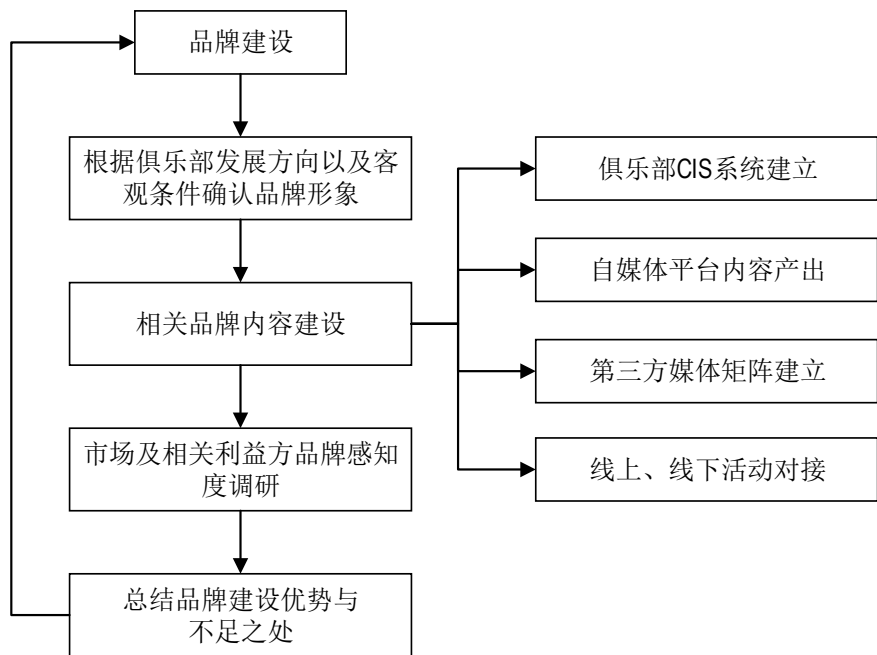 品牌建设
根据俱乐部发展方向以及客
观条件确认品牌形象
相关品牌内容建设
市场及相关利益方品牌感知
度调研
总结品牌建设优势与
不足之处
俱乐部CIS系统建立
自媒体平台内容产出
第三方媒体矩阵建立
线上、线下活动对接